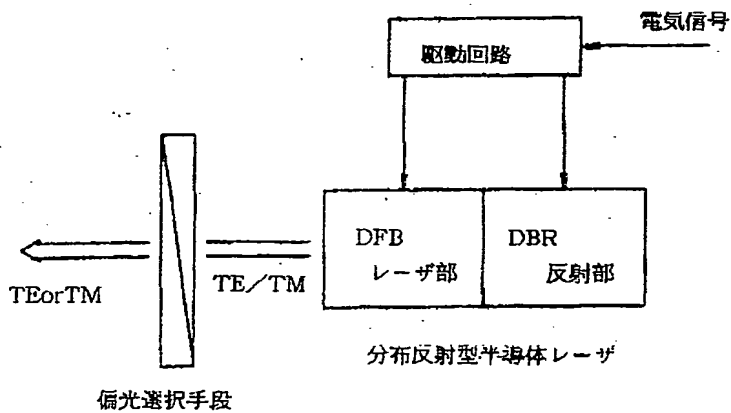 電気信号
駆動回路
DFB
レーザ部
DBR
反射部
TE/TM
TEorTM
分布反射型半導体レーザ
偏光選択手段